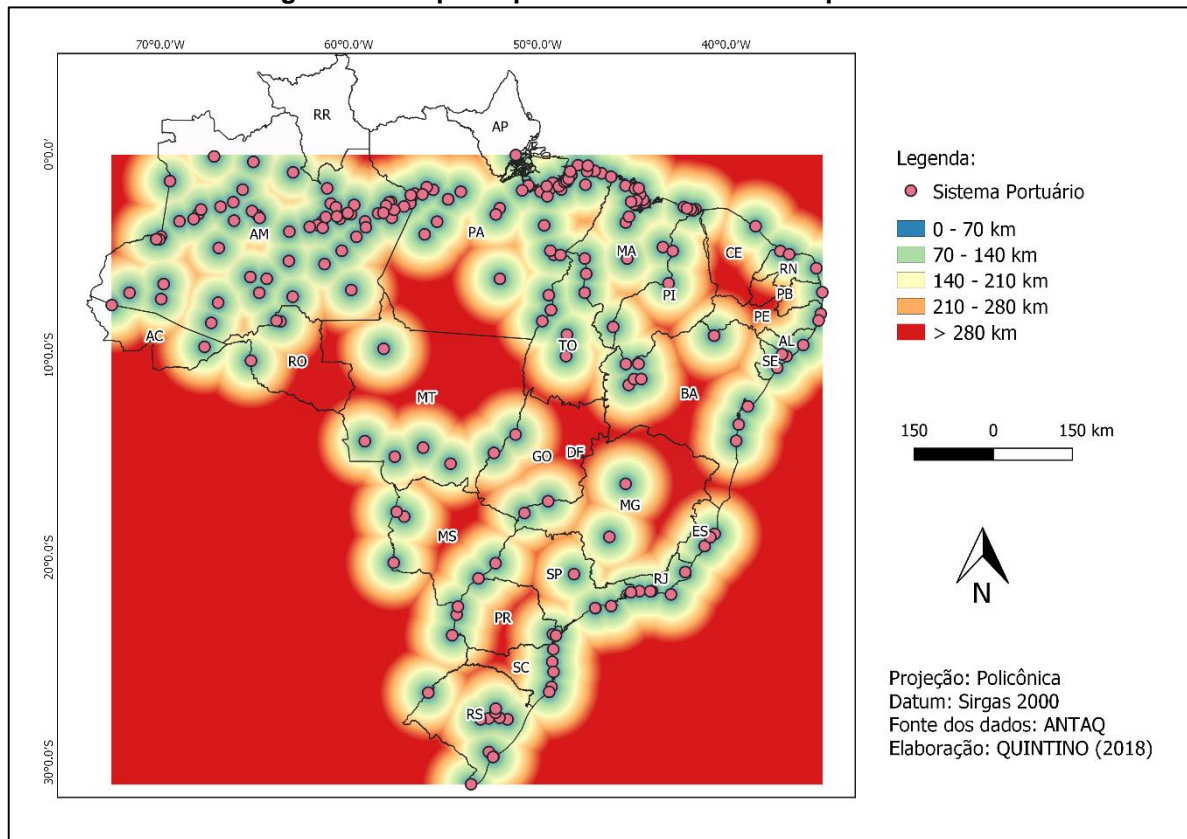 70°0.0'W 60°0.0'W 50°0.0'W 40°0.0'W
0°0.0'
10°0.0'S
20°0.0'S
30°0.0'S
RR
AP
AM
PA
MA
CE
RN
PB
PE
AL
SE
PI
AC
RO
TO
MT
BA
GO
DF
MG
ES
MS
SP
RJ
PR
SC
RS
Legenda:
Sistema Portuário
0 - 70 km
70 - 140 km
140 - 210 km
210 - 280 km
> 280 km
150 0 150 km
N
Projeção: Policônica
Datum: Sirgas 2000
Fonte dos dados: ANTAQ
Elaboração: QUINTINO (2018)